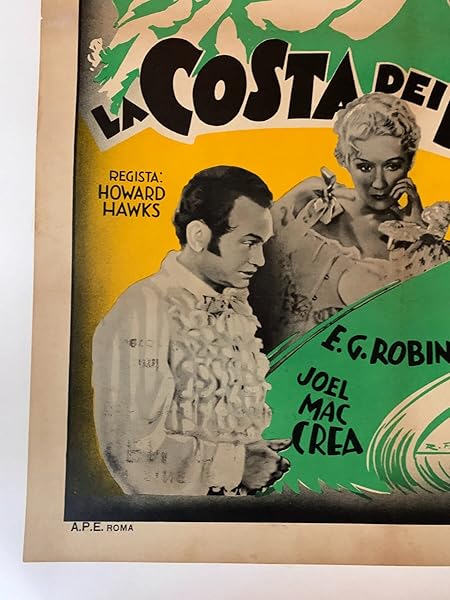 LA COSTA DEI
REGISTA:
HOWARD
HAWKS
E. G. ROBIN
JOEL
MAC
CREA
R. F
A.P.E. ROMA